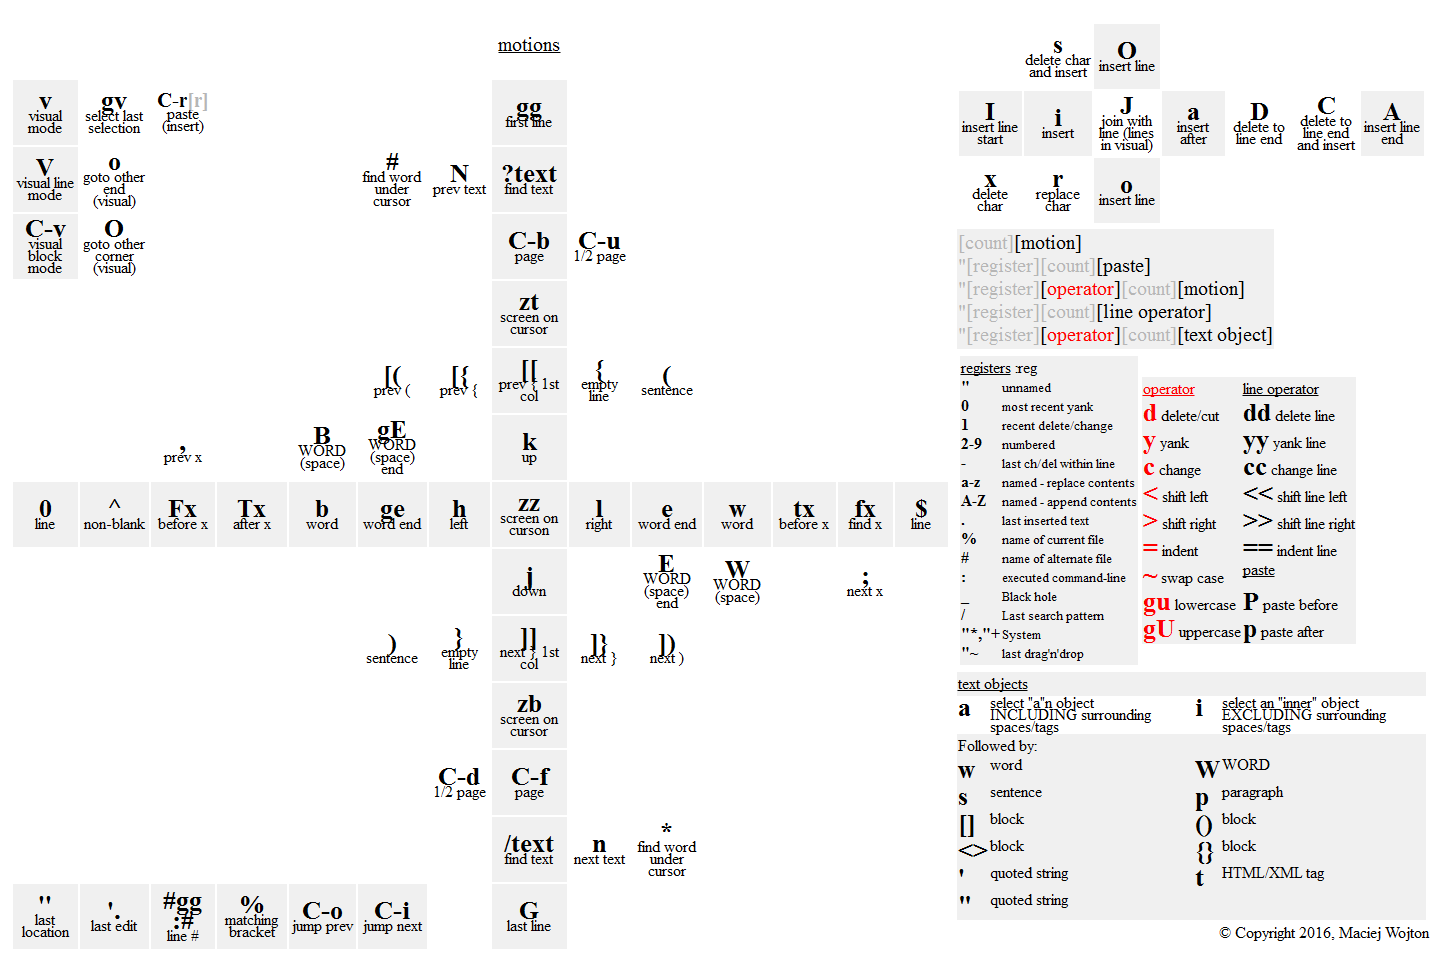 motions
v
visual
mode
gv
select last
selection
C-r[r]
paste
(insert)
gg
first line
V
visual line
mode
o
goto other
end
(visual)
#
find word
under
cursor
N
prev text
?text
find text
C-v
visual
block
mode
O
goto other
corner
(visual)
C-b
page
C-u
1/2 page
zt
screen on
cursor
[(
prev (
[{
prev {
[[
prev { 1st
col
{
empty
line
(
sentence
,
prev x
B
WORD
(space)
gE
WORD
(space)
end
k
up
0
line
^
non-blank
Fx
before x
Tx
after x
b
word
ge
word end
h
left
zz
screen on
curson
l
right
e
word end
w
word
tx
before x
fx
find x
$
line
j
down
E
WORD
(space)
end
W
WORD
(space)
;
next x
)
sentence
}
empty
line
]]
next } 1st
col
]}
next }
])
next )
zb
screen on
cursor
C-d
1/2 page
C-f
page
/text
find text
n
next text
*
find word
under
cursor
''
last
location
'.
last edit
#gg
:#
line #
%
matching
bracket
C-o
jump prev
C-i
jump next
G
last line
s
delete char
and insert
O
insert line
I
insert line
start
i
insert
J
join with
line (lines
in visual)
a
insert
after
D
delete to
line end
C
delete to
line end
and insert
A
insert line
end
x
delete
char
r
replace
char
o
insert line
[count][motion]
"[register][count][paste]
"[register][operator][count][motion]
"[register][count][line operator]
"[register][operator][count][text object]
registers :reg
" unnamed
0 most recent yank
1 recent delete/change
2-9 numbered
- last ch/del within line
a-z named - replace contents
A-Z named - append contents
. last inserted text
% name of current file
# name of alternate file
: executed command-line
_ Black hole
/ Last search pattern
"*,"+ System
"~ last drag'n'drop
operator
d delete/cut
y yank
c change
< shift left
> shift right
= indent
~ swap case
gu lowercase
gU uppercase
line operator
dd delete line
yy yank line
cc change line
<< shift line left
>> shift line right
== indent line
paste
P paste before
p paste after
text objects
a select "a"n object
INCLUDING surrounding
spaces/tags
i select an "inner" object
EXCLUDING surrounding
spaces/tags
Followed by:
w word W WORD
s sentence p paragraph
[] block () block
<> block {} block
' quoted string t HTML/XML tag
" quoted string
© Copyright 2016, Maciej Wojton